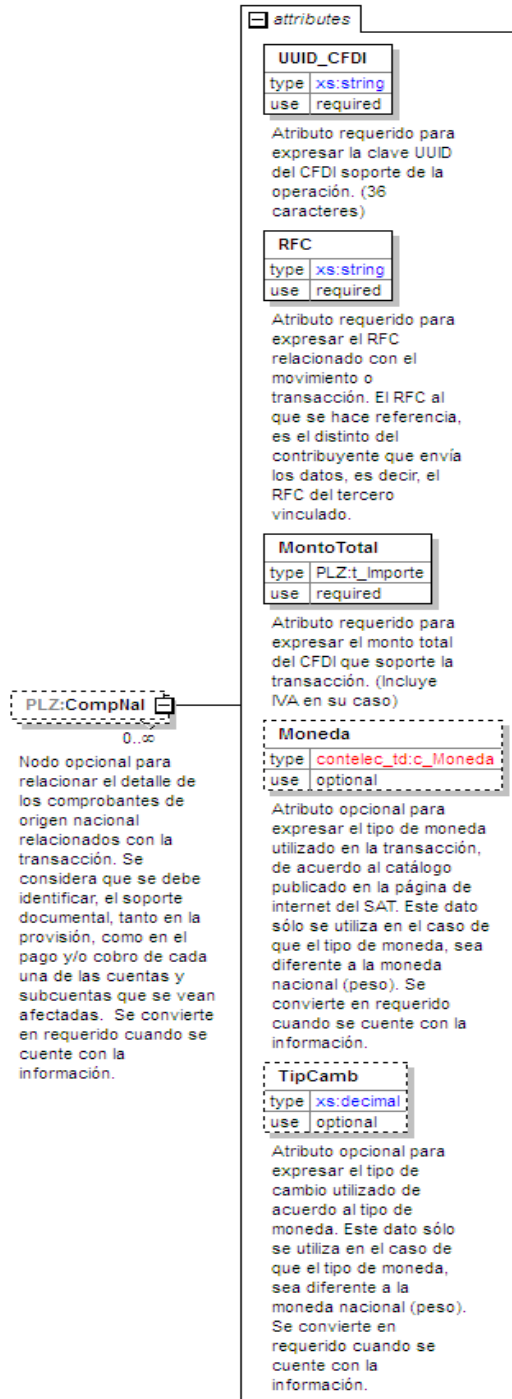 attributes
UUID_CFDI
type xs:string
use required
Atributo requerido para
expresar la clave UUID
del CFDI soporte de la
operación. (36
caracteres)
RFC
type xs:string
use required
Atributo requerido para
expresar el RFC
relacionado con el
movimiento o
transacción. El RFC al
que se hace referencia,
es el distinto del
contribuyente que envía
los datos, es decir, el
RFC del tercero
vinculado.
MontoTotal
type PLZ:t_Importe
use required
Atributo requerido para
expresar el monto total
del CFDI que soporte la
transacción. (Incluye
IVA en su caso)
PLZ:CompNal
0..∞
Nodo opcional para
relacionar el detalle de
los comprobantes de
origen nacional
relacionados con la
transacción. Se
considera que se debe
identificar, el soporte
documental, tanto en la
provisión, como en el
pago y/o cobro de cada
una de las cuentas y
subcuentas que se vean
afectadas. Se convierte
en requerido cuando se
cuente con la
información.
Moneda
type contelec_td:c_Moneda
use optional
Atributo opcional para
expresar el tipo de moneda
utilizado en la transacción,
de acuerdo al catálogo
publicado en la página de
internet del SAT. Este dato
sólo se utiliza en el caso de
que el tipo de moneda, sea
diferente a la moneda
nacional (peso). Se
convierte en requerido
cuando se cuente con la
información.
TipCamb
type xs:decimal
use optional
Atributo opcional para
expresar el tipo de
cambio utilizado de
acuerdo al tipo de
moneda. Este dato sólo
se utiliza en el caso de
que el tipo de moneda,
sea diferente a la
moneda nacional (peso).
Se convierte en
requerido cuando se
cuente con la
información.